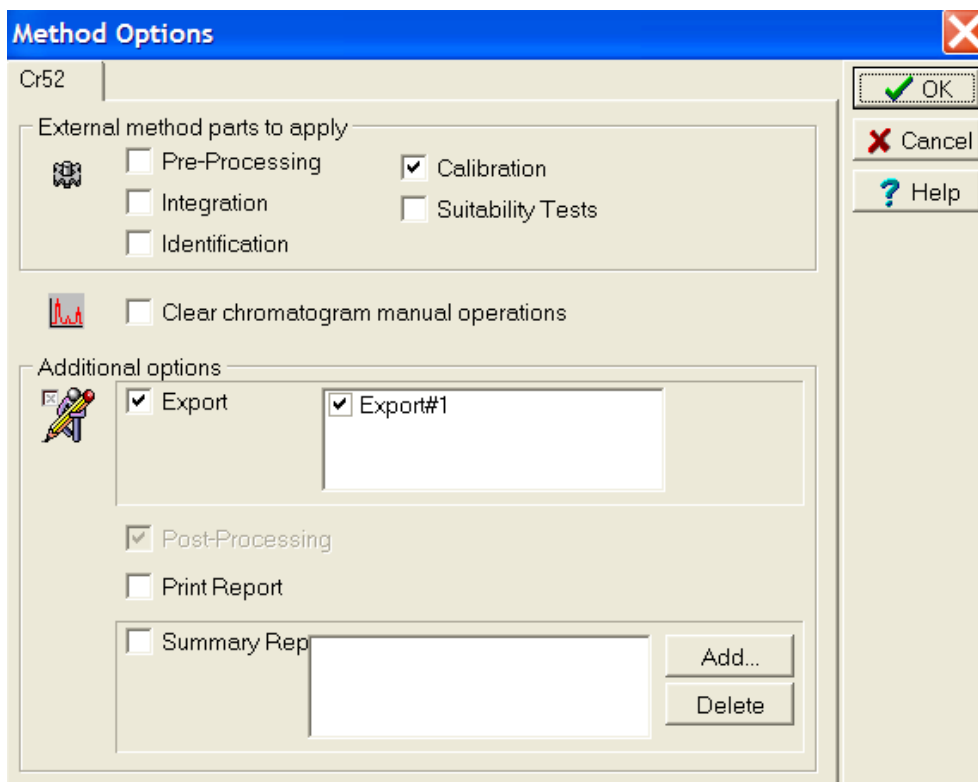 Method Options
Cr52
OK
Cancel
Help
External method parts to apply
Pre-Processing
Calibration
Integration
Suitability Tests
Identification
Clear chromatogram manual operations
Additional options
Export
Export#1
Post-Processing
Print Report
Summary Rep
Add...
Delete